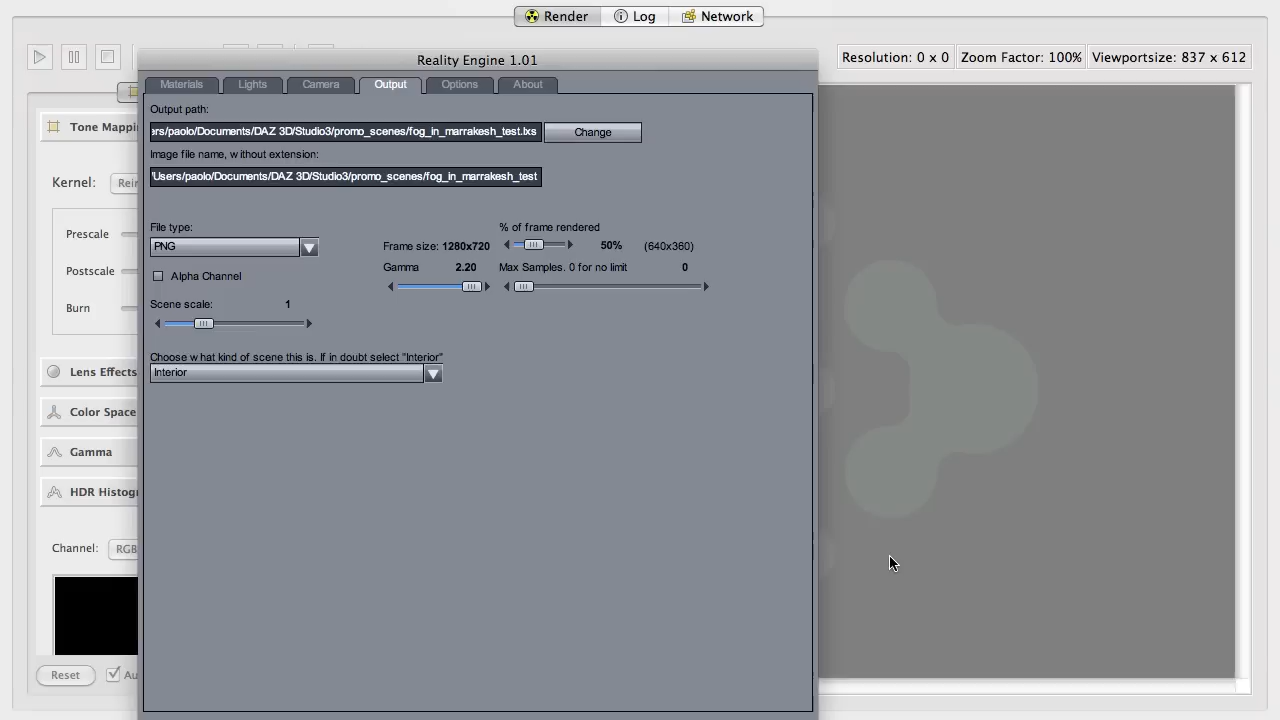 Render Log Network
Resolution: 0 x 0 Zoom Factor: 100% Viewportsize: 837 x 612
Reality Engine 1.01
Materials Lights Camera Output Options About
Output path:
ers/paolo/Documents/DAZ 3D/Studio3/promo_scenes/fog_in_marrakesh_test.lxs Change
Image file name, without extension:
'Users/paolo/Documents/DAZ 3D/Studio3/promo_scenes/fog_in_marrakesh_test
File type:
PNG
Alpha Channel
Scene scale: 1
Frame size: 1280x720
Gamma 2.20
% of frame rendered
50% (640x360)
Max Samples. 0 for no limit 0
Choose what kind of scene this is. If in doubt select "Interior"
Interior
Tone Mappi
Kernel: Rein
Prescale
Postscale
Burn
Lens Effects
Color Space
Gamma
HDR Histog
Channel: RGB
Reset Au